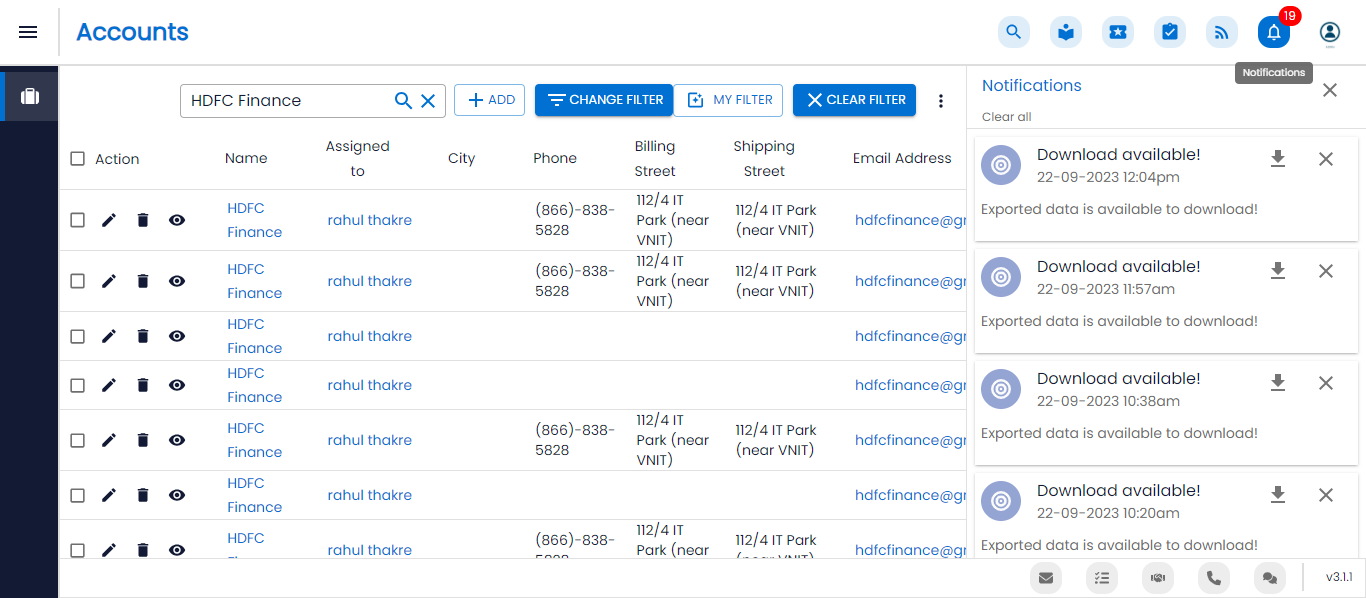 Accounts
19
Notifications
HDFC Finance
ADD
CHANGE FILTER
MY FILTER
CLEAR FILTER
Notifications
Clear all
Action
Name
Assigned
to
City
Phone
Billing
Street
Shipping
Street
Email Address
HDFC
Finance
rahul thakre
(866)-838-
5828
112/4 IT
Park (near
VNIT)
112/4 IT Park
(near VNIT)
hdfcfinance@gr
HDFC
Finance
rahul thakre
(866)-838-
5828
112/4 IT
Park (near
VNIT)
112/4 IT Park
(near VNIT)
hdfcfinance@gr
HDFC
Finance
rahul thakre
hdfcfinance@gr
HDFC
Finance
rahul thakre
hdfcfinance@gr
HDFC
Finance
rahul thakre
(866)-838-
5828
112/4 IT
Park (near
VNIT)
112/4 IT Park
(near VNIT)
hdfcfinance@gr
HDFC
Finance
rahul thakre
hdfcfinance@gr
HDFC
rahul thakre
(866)-838-
112/4 IT
Park (near
112/4 IT Park
hdfcfinance@gr
Download available!
22-09-2023 12:04pm
Exported data is available to download!
Download available!
22-09-2023 11:57am
Exported data is available to download!
Download available!
22-09-2023 10:38am
Exported data is available to download!
Download available!
22-09-2023 10:20am
Exported data is available to download!
v3.1.1